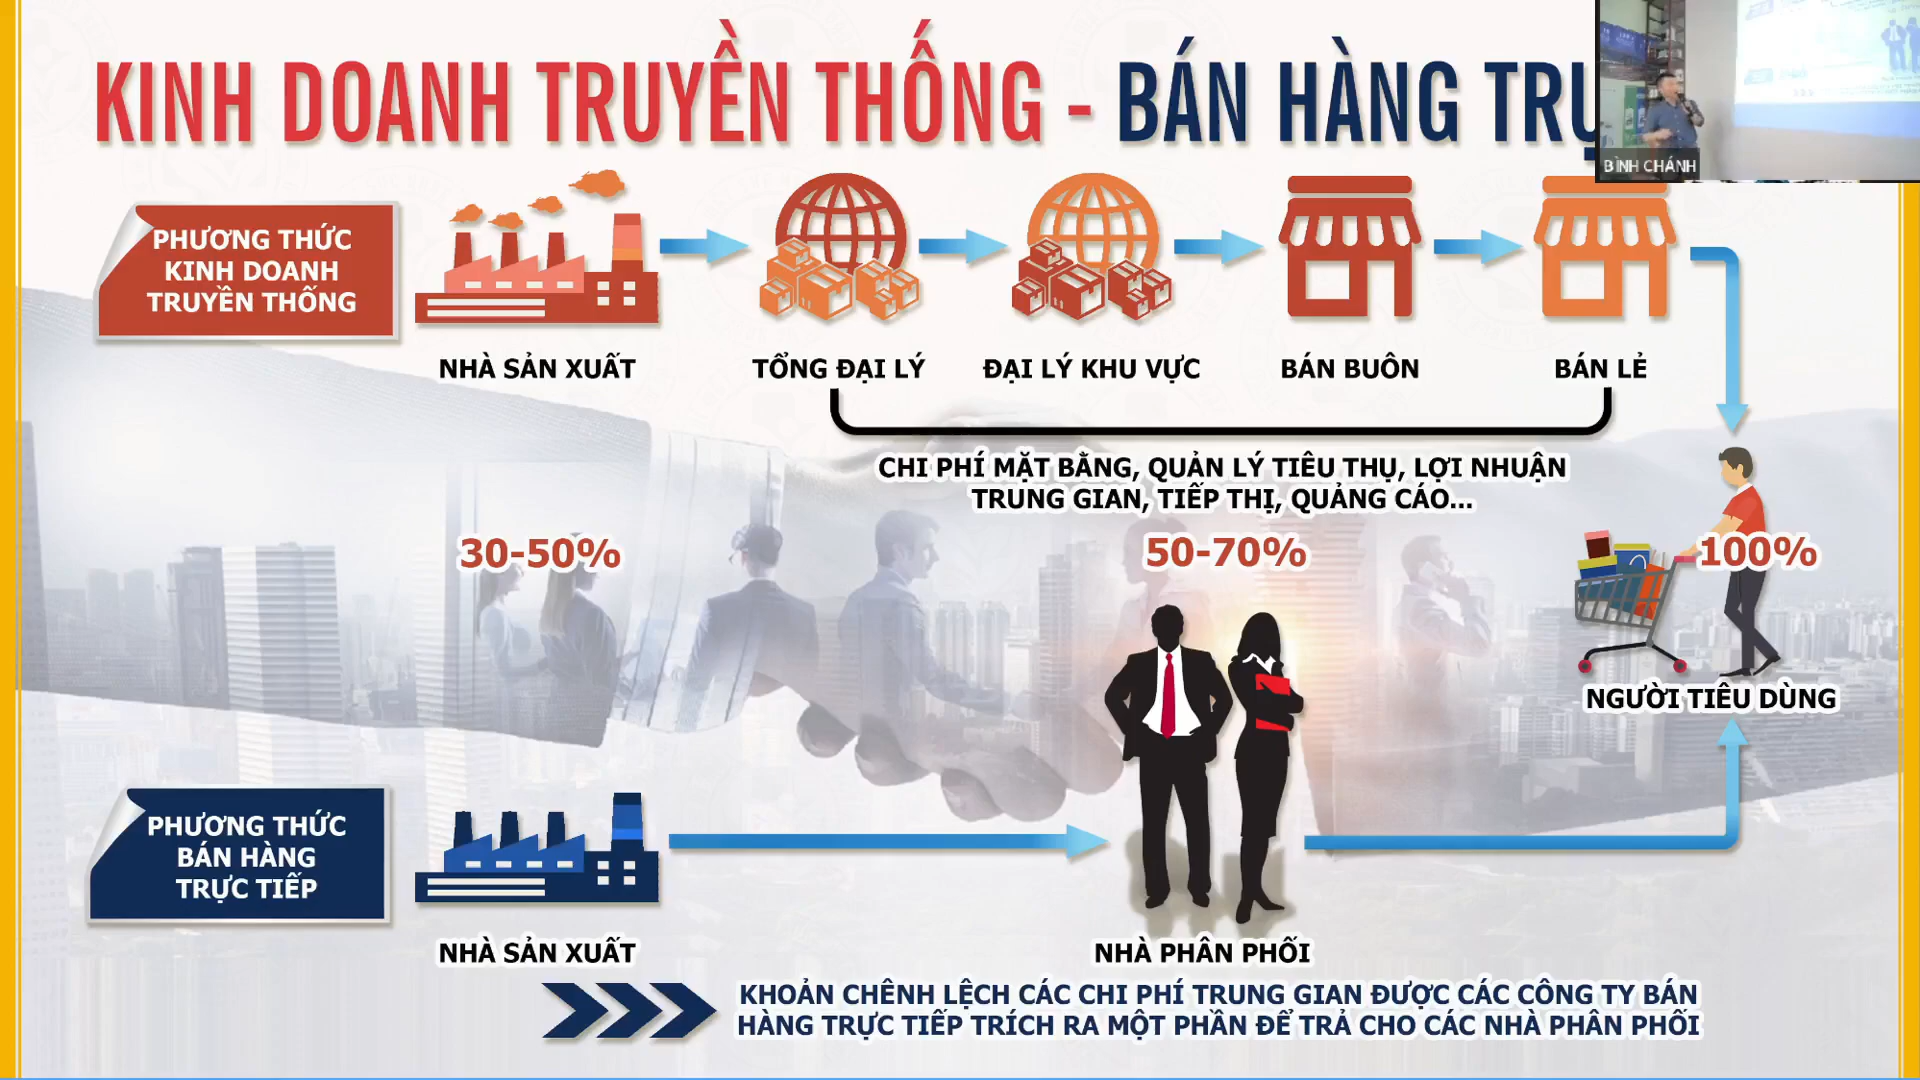 KINH DOANH TRUYỀN THỐNG - BÁN HÀNG TRỰ
BÌNH CHÁNH
PHƯƠNG THỨC
KINH DOANH
TRUYỀN THỐNG
NHÀ SẢN XUẤT
TỔNG ĐẠI LÝ
ĐẠI LÝ KHU VỰC
BÁN BUÔN
BÁN LẺ
CHI PHÍ MẶT BẰNG, QUẢN LÝ TIÊU THỤ, LỢI NHUẬN
TRUNG GIAN, TIẾP THỊ, QUẢNG CÁO...
30-50%
50-70%
100%
NGƯỜI TIÊU DÙNG
PHƯƠNG THỨC
BÁN HÀNG
TRỰC TIẾP
NHÀ SẢN XUẤT
NHÀ PHÂN PHỐI
KHOẢN CHÊNH LỆCH CÁC CHI PHÍ TRUNG GIAN ĐƯỢC CÁC CÔNG TY BÁN
HÀNG TRỰC TIẾP TRÍCH RA MỘT PHẦN ĐỂ TRẢ CHO CÁC NHÀ PHÂN PHỐI